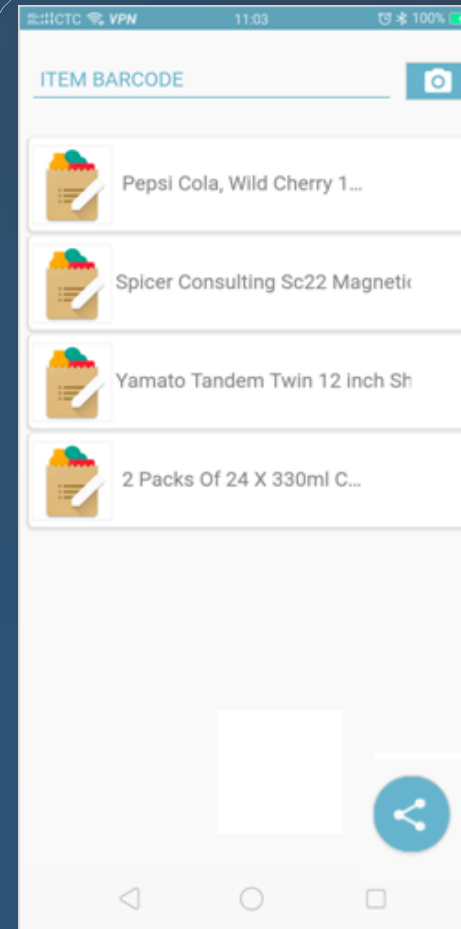 CTC VPN 11:03 100%
ITEM BARCODE
Pepsi Cola, Wild Cherry 1...
Spicer Consulting Sc22 Magnetic
Yamato Tandem Twin 12 inch Sh
2 Packs Of 24 X 330ml C...